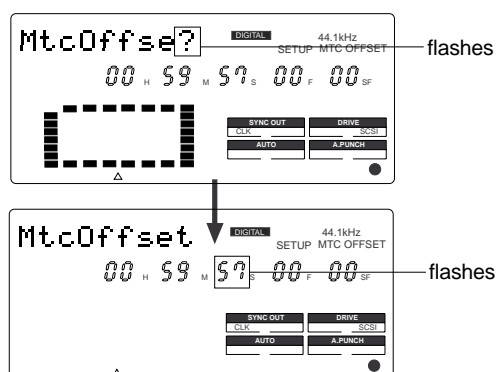 MtcOffse?
DIGITAL
44.1kHz
SETUP MTC OFFSET
flashes
00 H 59 M 57 S 00 F 00 SF
SYNC OUT DRIVE
CLK SCSI
AUTO A.PUNCH
MtcOffset
DIGITAL
44.1kHz
SETUP MTC OFFSET
00 H 59 M 57 S 00 F 00 SF
flashes
SYNC OUT DRIVE
CLK SCSI
AUTO A.PUNCH